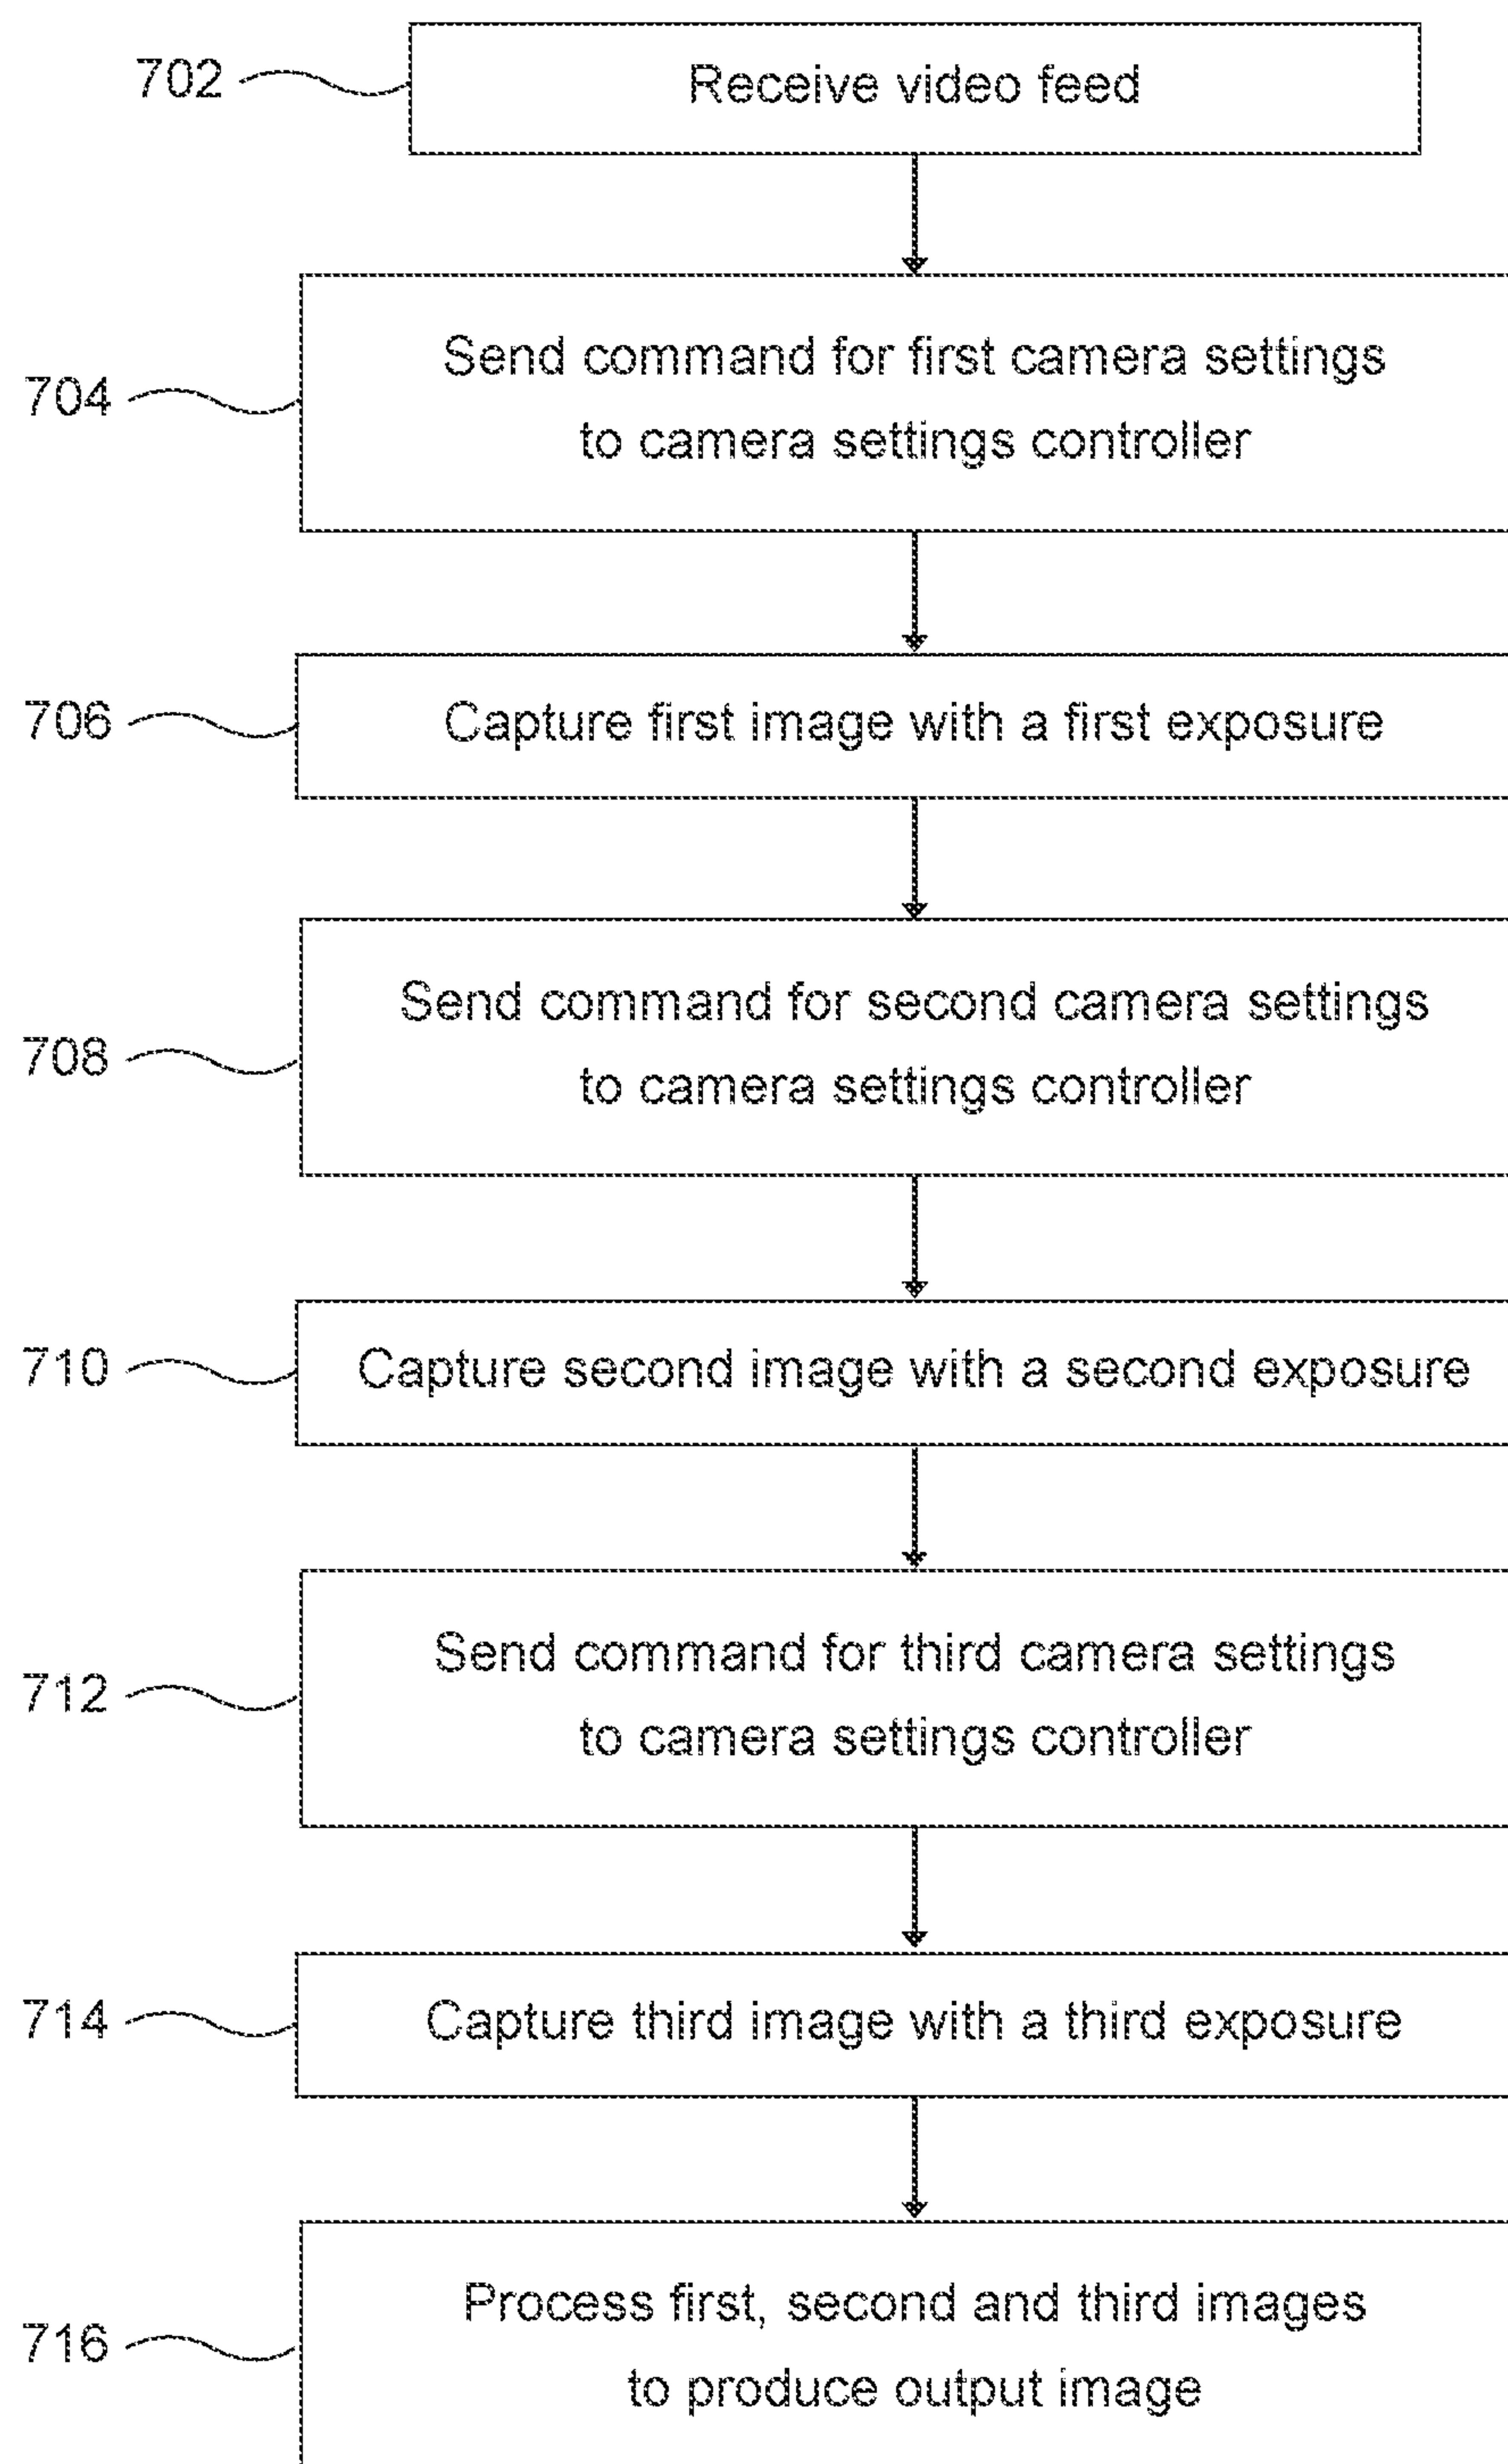 702
Receive video feed
704
Send command for first camera settings
to camera settings controller
706
Capture first image with a first exposure
708
Send command for second camera settings
to camera settings controller
710
Capture second image with a second exposure
712
Send command for third camera settings
to camera settings controller
714
Capture third image with a third exposure
716
Process first, second and third images
to produce output image